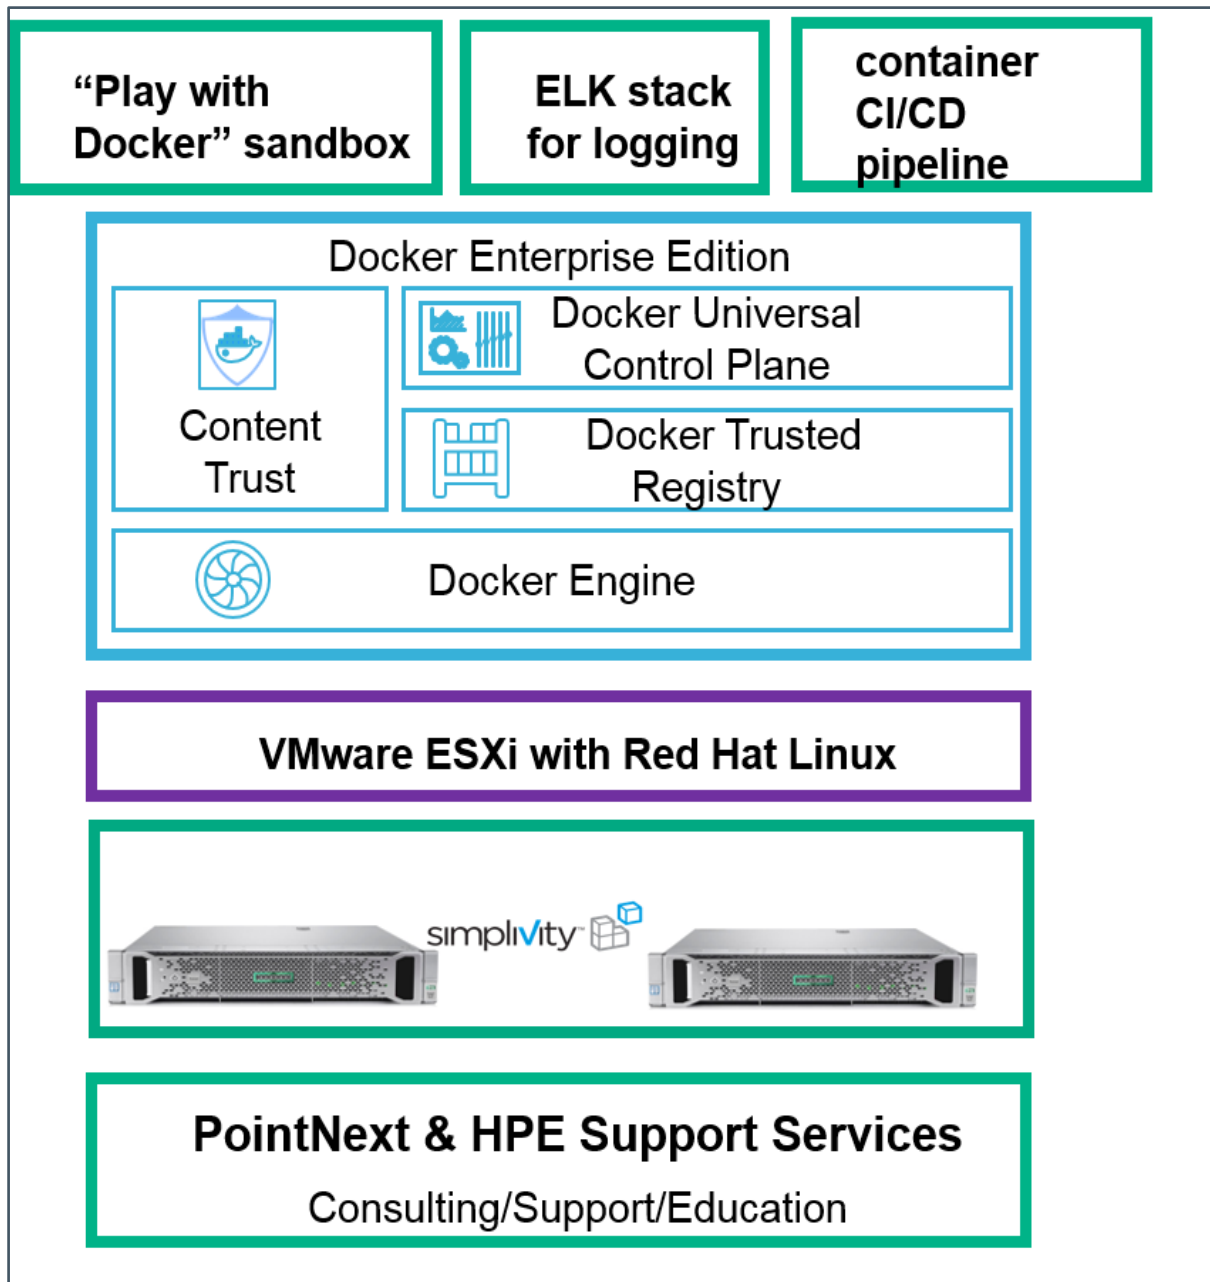 “Play with
Docker” sandbox
ELK stack
for logging
container
CI/CD
pipeline
Docker Enterprise Edition
Content
Trust
Docker Universal
Control Plane
Docker Trusted
Registry
Docker Engine
VMware ESXi with Red Hat Linux
simplivity™
PointNext & HPE Support Services
Consulting/Support/Education